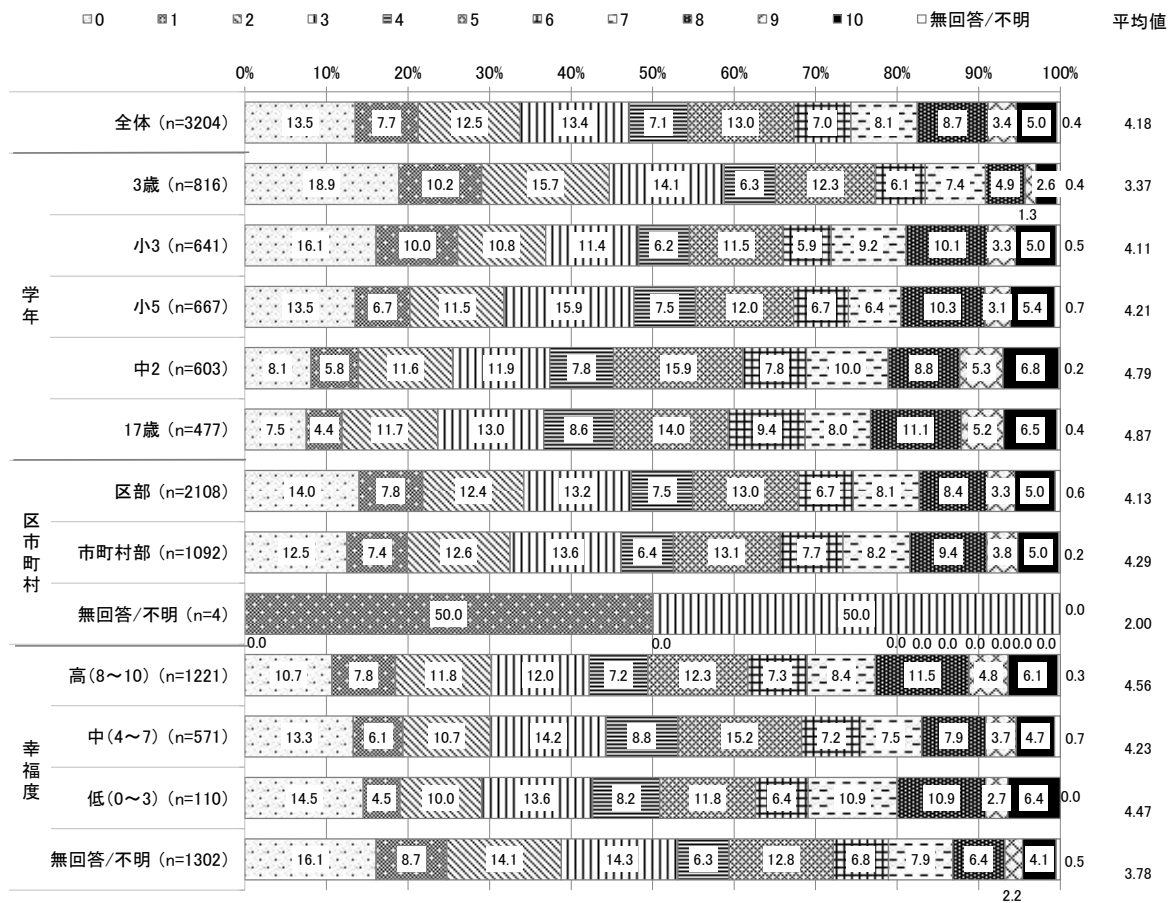 0 1 2 3 4 5 6 7 8 9 10 無回答/不明 平均値
0% 10% 20% 30% 40% 50% 60% 70% 80% 90% 100%
全体 (n=3204) 13.5 7.7 12.5 13.4 7.1 13.0 7.0 8.1 8.7 3.4 5.0 0.4 4.18
学年
3歳 (n=816) 18.9 10.2 15.7 14.1 6.3 12.3 6.1 7.4 4.9 2.6 0.4 3.37
1.3
小3 (n=641) 16.1 10.0 10.8 11.4 6.2 11.5 5.9 9.2 10.1 3.3 5.0 0.5 4.11
小5 (n=667) 13.5 6.7 11.5 15.9 7.5 12.0 6.7 6.4 10.3 3.1 5.4 0.7 4.21
中2 (n=603) 8.1 5.8 11.6 11.9 7.8 15.9 7.8 10.0 8.8 5.3 6.8 0.2 4.79
17歳 (n=477) 7.5 4.4 11.7 13.0 8.6 14.0 9.4 8.0 11.1 5.2 6.5 0.4 4.87
区市町村
区部 (n=2108) 14.0 7.8 12.4 13.2 7.5 13.0 6.7 8.1 8.4 3.3 5.0 0.6 4.13
市町村部 (n=1092) 12.5 7.4 12.6 13.6 6.4 13.1 7.7 8.2 9.4 3.8 5.0 0.2 4.29
無回答/不明 (n=4) 50.0 50.0 0.0 2.00
0.0 0.0 0.0 0.0 0.0 0.0 0.0 0.0 0.0
幸福度
高(8～10) (n=1221) 10.7 7.8 11.8 12.0 7.2 12.3 7.3 8.4 11.5 4.8 6.1 0.3 4.56
中(4～7) (n=571) 13.3 6.1 10.7 14.2 8.8 15.2 7.2 7.5 7.9 3.7 4.7 0.7 4.23
低(0～3) (n=110) 14.5 4.5 10.0 13.6 8.2 11.8 6.4 10.9 10.9 2.7 6.4 0.0 4.47
無回答/不明 (n=1302) 16.1 8.7 14.1 14.3 6.3 12.8 6.8 7.9 6.4 4.1 0.5 3.78
2.2